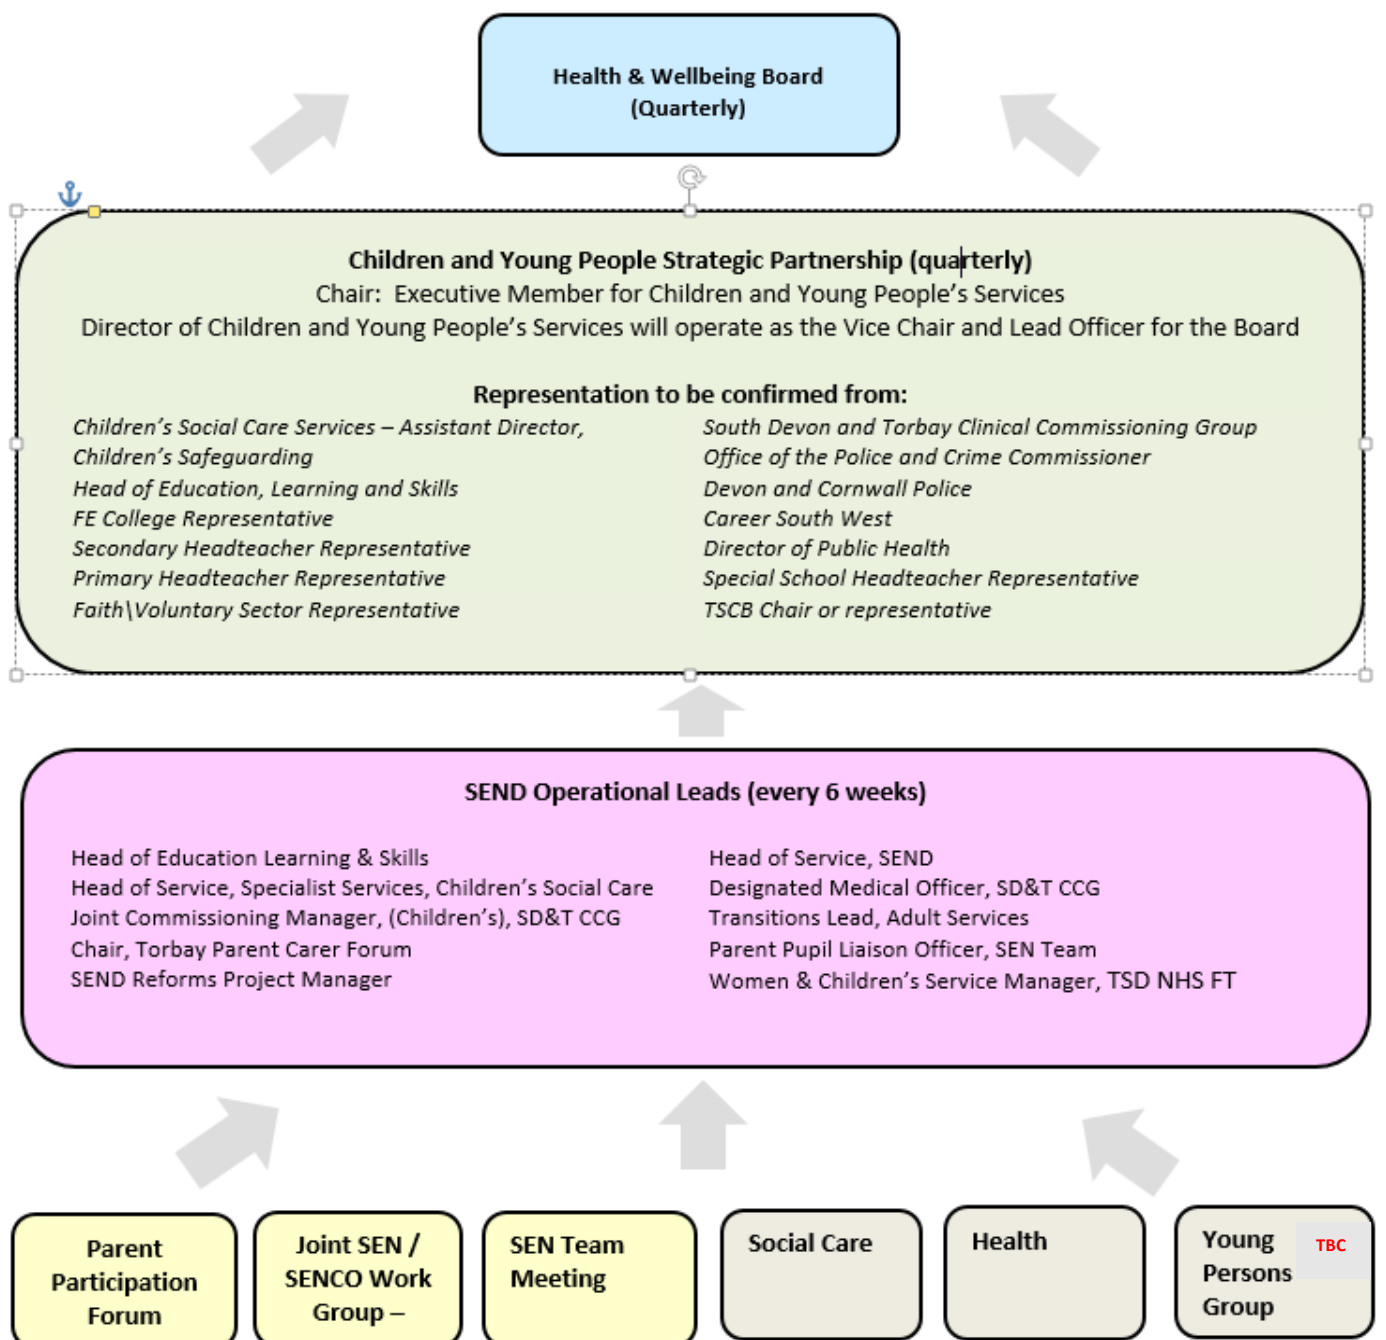 Health & Wellbeing Board
(Quarterly)
Children and Young People Strategic Partnership (quarterly)
Chair:  Executive Member for Children and Young People’s Services
Director of Children and Young People’s Services will operate as the Vice Chair and Lead Officer for the Board
Representation to be confirmed from:
Children’s Social Care Services – Assistant Director,
Children’s Safeguarding
Head of Education, Learning and Skills
FE College Representative
Secondary Headteacher Representative
Primary Headteacher Representative
Faith\Voluntary Sector Representative
South Devon and Torbay Clinical Commissioning Group
Office of the Police and Crime Commissioner
Devon and Cornwall Police
Career South West
Director of Public Health
Special School Headteacher Representative
TSCB Chair or representative
SEND Operational Leads (every 6 weeks)
Head of Education Learning & Skills
Head of Service, Specialist Services, Children’s Social Care
Joint Commissioning Manager, (Children’s), SD&T CCG
Chair, Torbay Parent Carer Forum
SEND Reforms Project Manager
Head of Service, SEND
Designated Medical Officer, SD&T CCG
Transitions Lead, Adult Services
Parent Pupil Liaison Officer, SEN Team
Women & Children’s Service Manager, TSD NHS FT
Parent
Participation
Forum
Joint SEN /
SENCO Work
Group –
SEN Team
Meeting
Social Care
Health
Young
Persons
Group
TBC